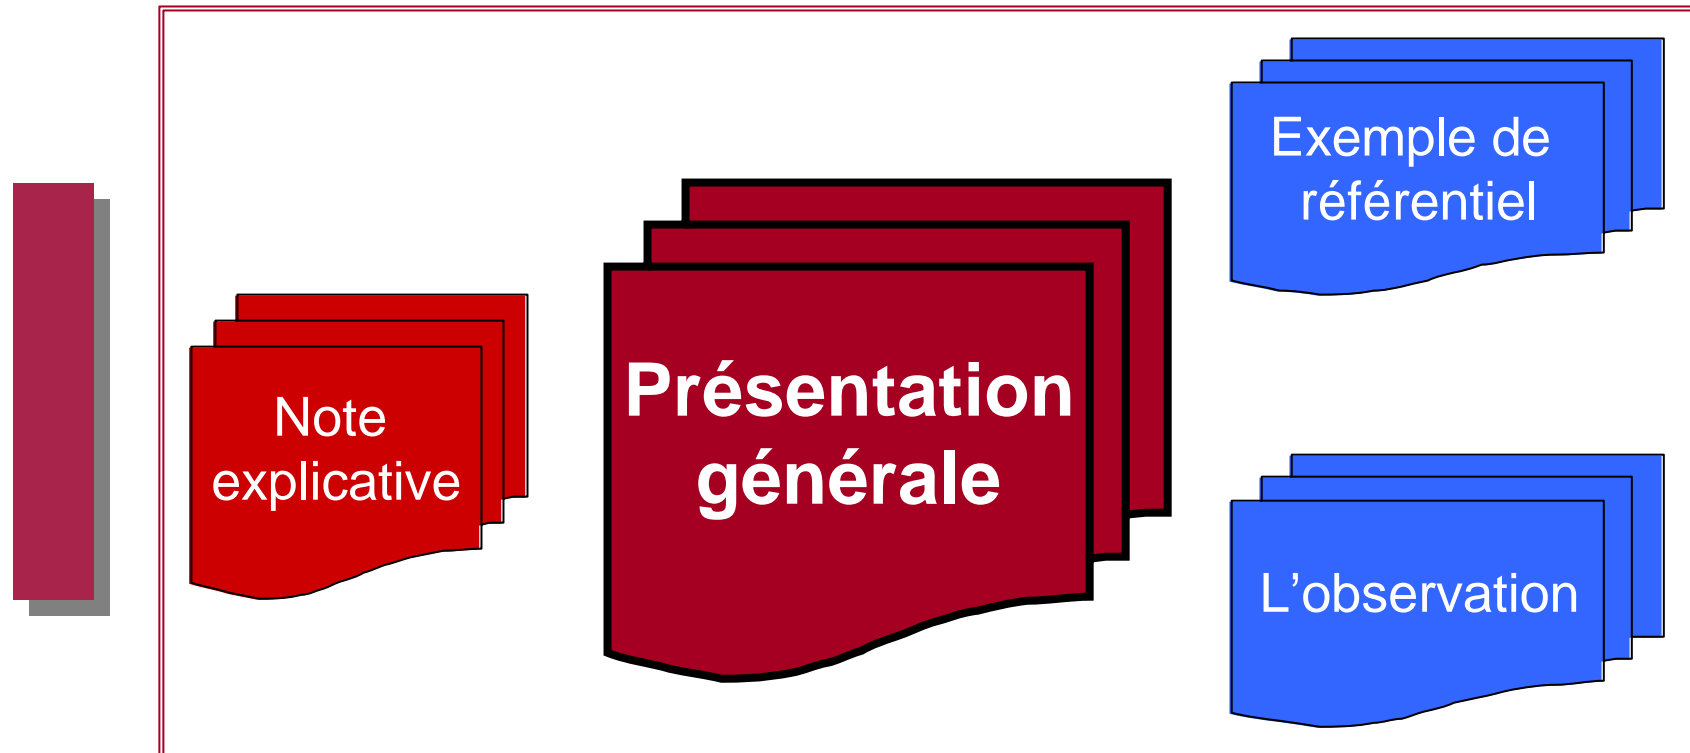 Note
explicative
Présentation
générale
Exemple de
référentiel
L’observation